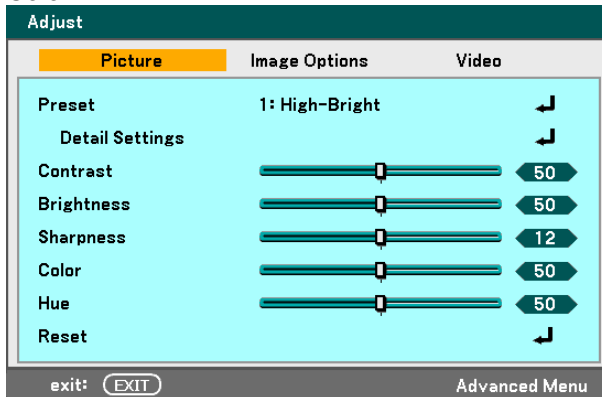 Adjust
Picture Image Options Video
Preset 1: High-Bright
Detail Settings
Contrast 50
Brightness 50
Sharpness 12
Color 50
Hue 50
Reset
exit: EXIT Advanced Menu